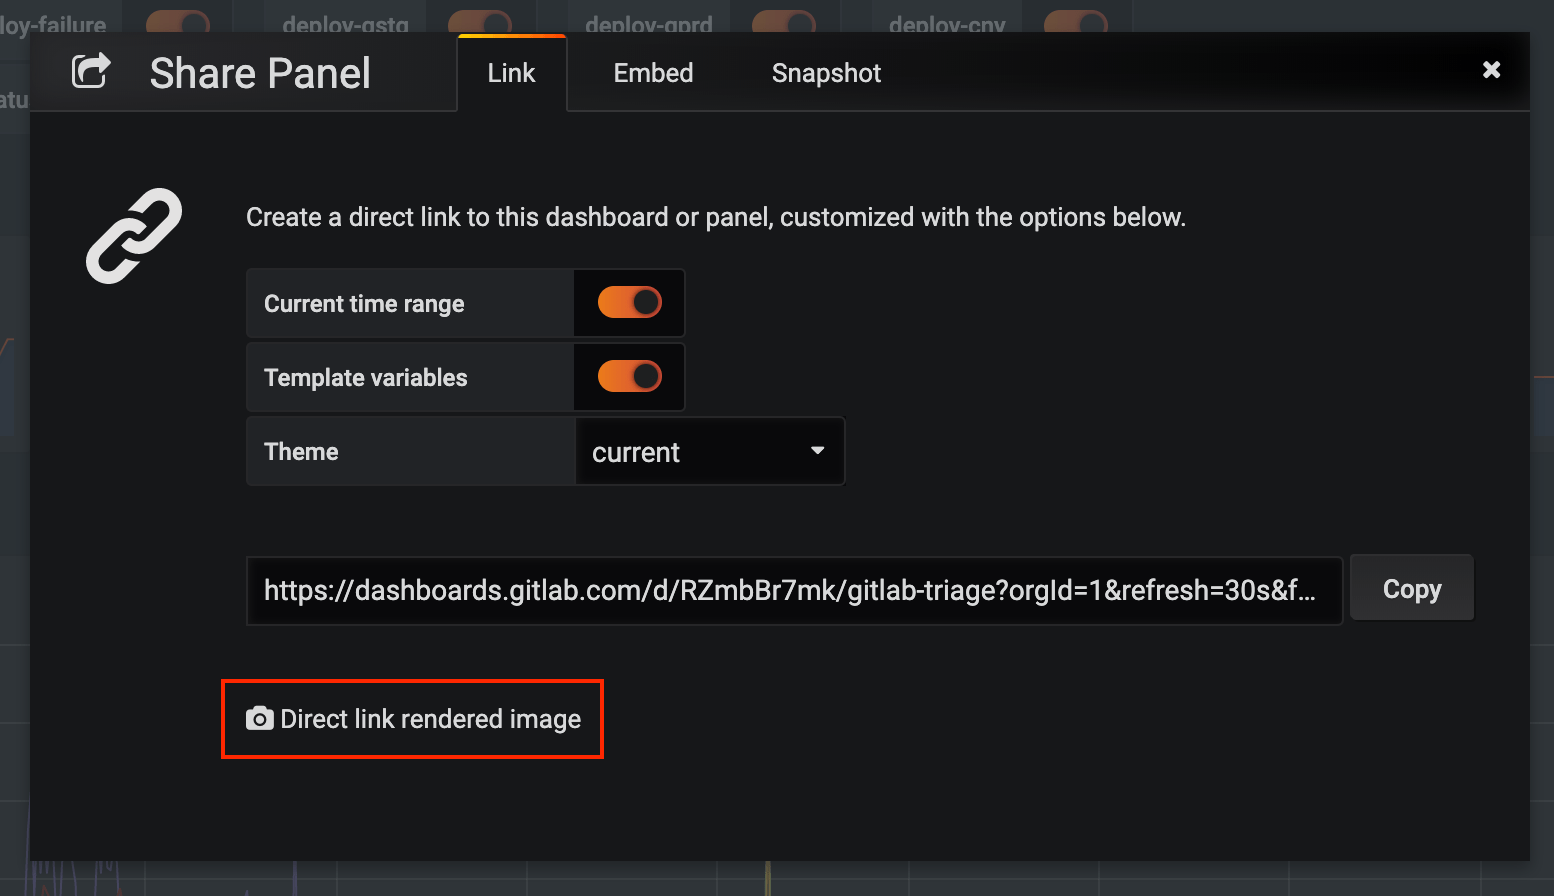 loy-failure deploy-gstg deploy-gprd deploy-cny
Share Panel Link Embed Snapshot
atu
Create a direct link to this dashboard or panel, customized with the options below.
Current time range
Template variables
Theme current
https://dashboards.gitlab.com/d/RZmbBr7mk/gitlab-triage?orgId=1&refresh=30s&f... Copy
Direct link rendered image